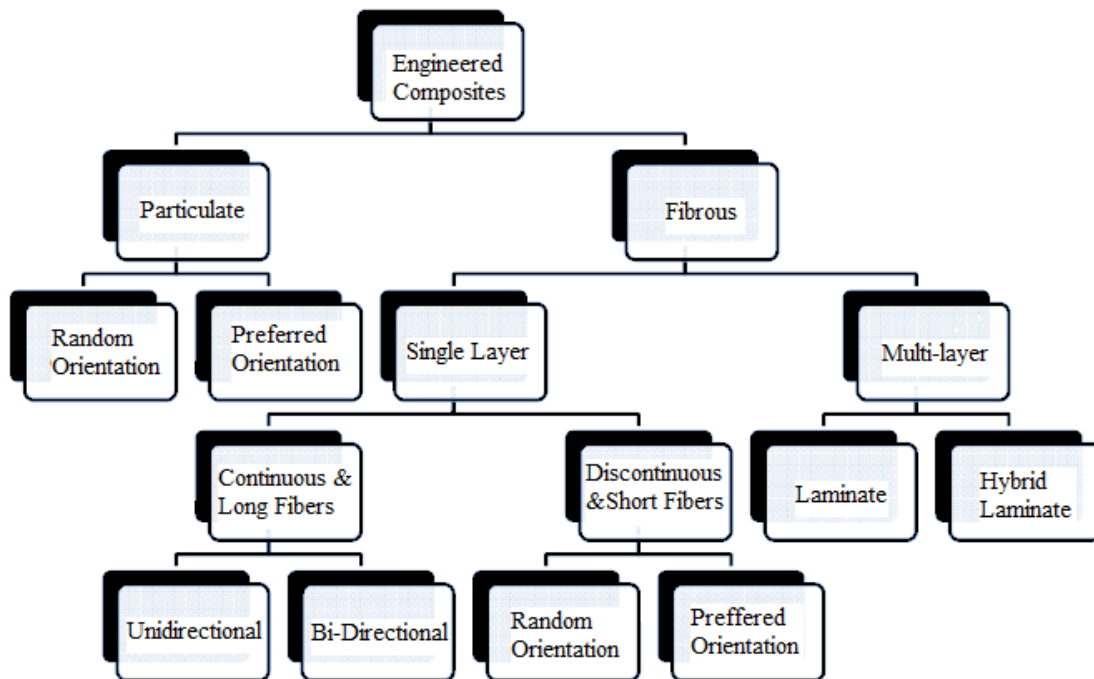 Engineered
Composites
Particulate
Fibrous
Random
Orientation
Preferred
Orientation
Single Layer
Multi-layer
Continuous &
Long Fibers
Discontinuous
&Short Fibers
Laminate
Hybrid
Laminate
Unidirectional
Bi-Directional
Random
Orientation
Preffered
Orientation